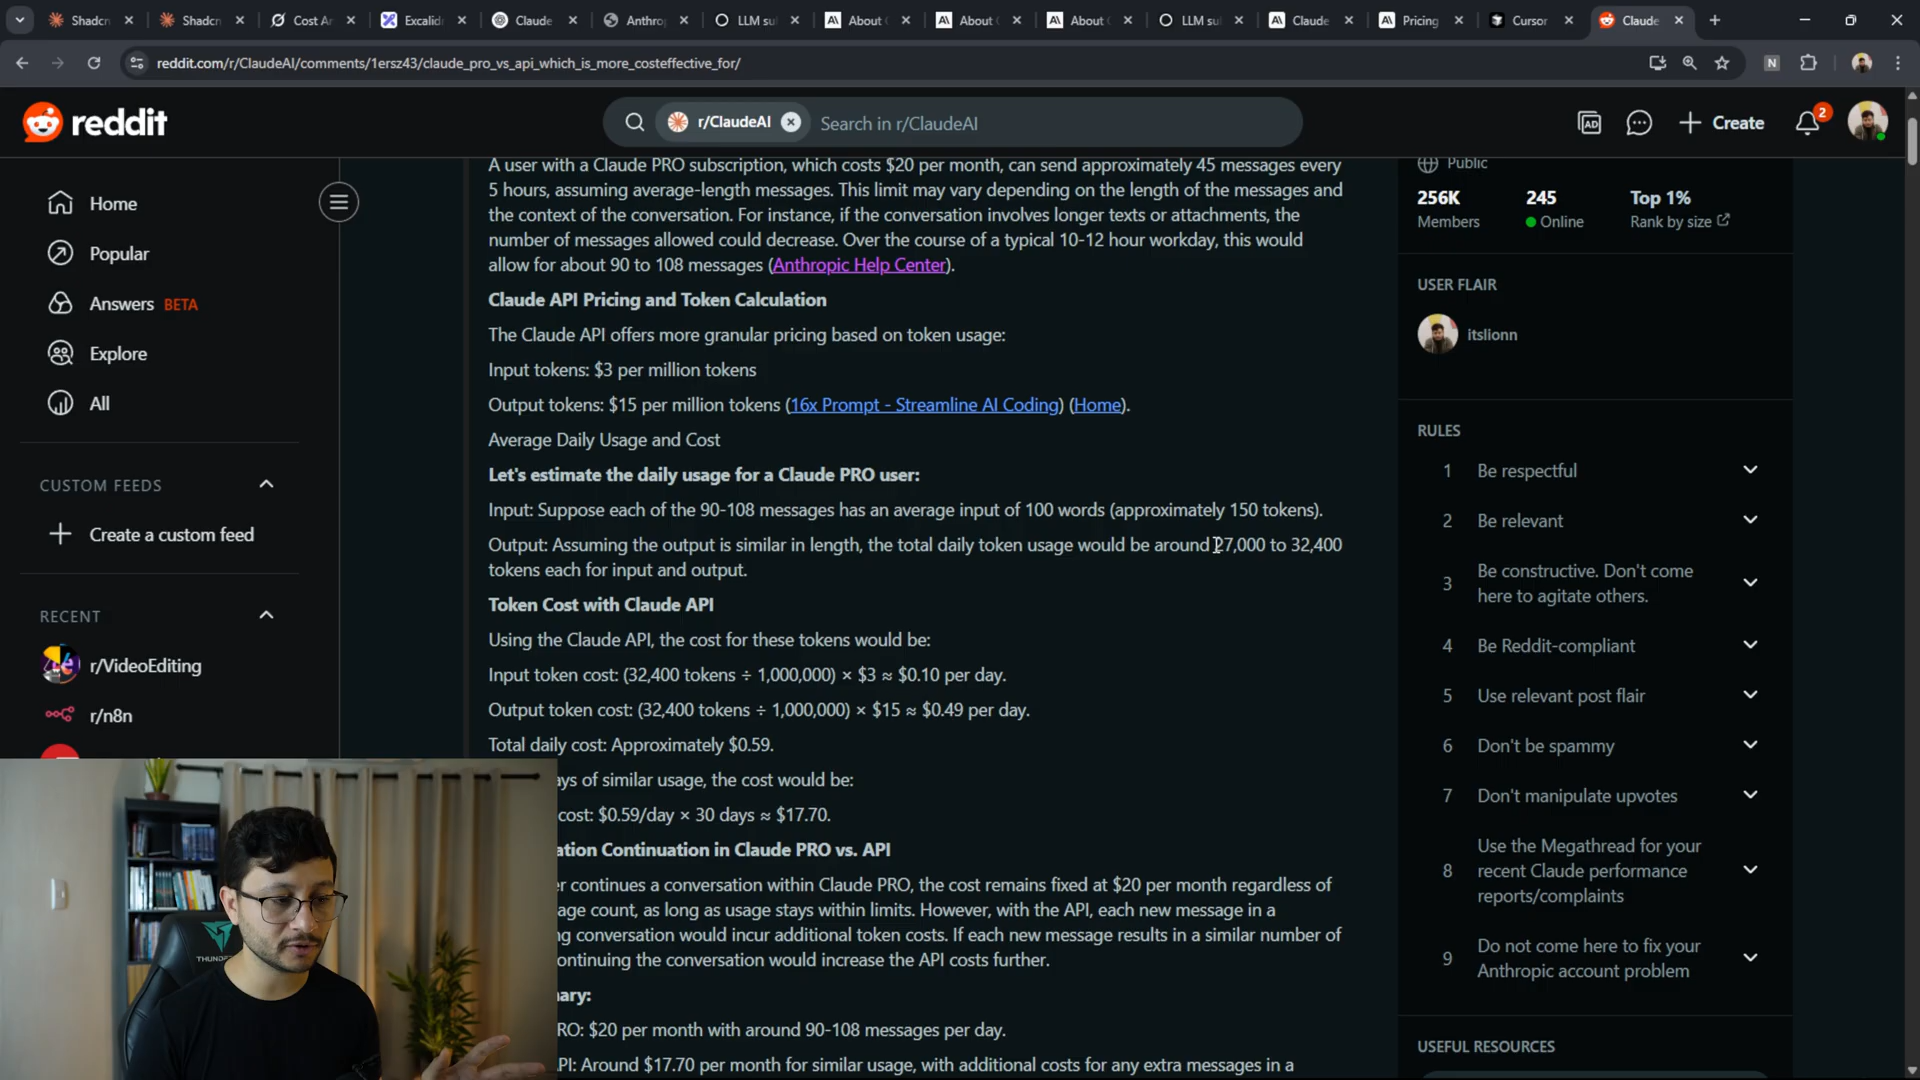 Shadcn
Shadcn
Cost Ar
Excalidr
Claude
Anthrop
LLM sul
About C
About C
About C
LLM sul
Claude
Pricing
Cursor
Claude
reddit.com/r/ClaudeAI/comments/1ersz43/claude_pro_vs_api_which_is_more_costeffective_for/
reddit
r/ClaudeAI
Search in r/ClaudeAI
Create
2
Home
Popular
Answers BETA
Explore
All
CUSTOM FEEDS
Create a custom feed
RECENT
r/VideoEditing
r/n8n
A user with a Claude PRO subscription, which costs $20 per month, can send approximately 45 messages every
5 hours, assuming average-length messages. This limit may vary depending on the length of the messages and
the context of the conversation. For instance, if the conversation involves longer texts or attachments, the
number of messages allowed could decrease. Over the course of a typical 10-12 hour workday, this would
allow for about 90 to 108 messages (Anthropic Help Center).
Claude API Pricing and Token Calculation
The Claude API offers more granular pricing based on token usage:
Input tokens: $3 per million tokens
Output tokens: $15 per million tokens (16x Prompt - Streamline AI Coding) (Home).
Average Daily Usage and Cost
Let's estimate the daily usage for a Claude PRO user:
Input: Suppose each of the 90-108 messages has an average input of 100 words (approximately 150 tokens).
Output: Assuming the output is similar in length, the total daily token usage would be around 27,000 to 32,400
tokens each for input and output.
Token Cost with Claude API
Using the Claude API, the cost for these tokens would be:
Input token cost: (32,400 tokens ÷ 1,000,000) × $3 ≈ $0.10 per day.
Output token cost: (32,400 tokens ÷ 1,000,000) × $15 ≈ $0.49 per day.
Total daily cost: Approximately $0.59.
ays of similar usage, the cost would be:
cost: $0.59/day × 30 days ≈ $17.70.
ation Continuation in Claude PRO vs. API
er continues a conversation within Claude PRO, the cost remains fixed at $20 per month regardless of
age count, as long as usage stays within limits. However, with the API, each new message in a
ng conversation would incur additional token costs. If each new message results in a similar number of
ontinuing the conversation would increase the API costs further.
ary:
RO: $20 per month with around 90-108 messages per day.
PI: Around $17.70 per month for similar usage, with additional costs for any extra messages in a
Public
256K
Members
245
Online
Top 1%
Rank by size
USER FLAIR
itslionn
RULES
1 Be respectful
2 Be relevant
3 Be constructive. Don't come
here to agitate others.
4 Be Reddit-compliant
5 Use relevant post flair
6 Don't be spammy
7 Don't manipulate upvotes
8 Use the Megathread for your
recent Claude performance
reports/complaints
9 Do not come here to fix your
Anthropic account problem
USEFUL RESOURCES